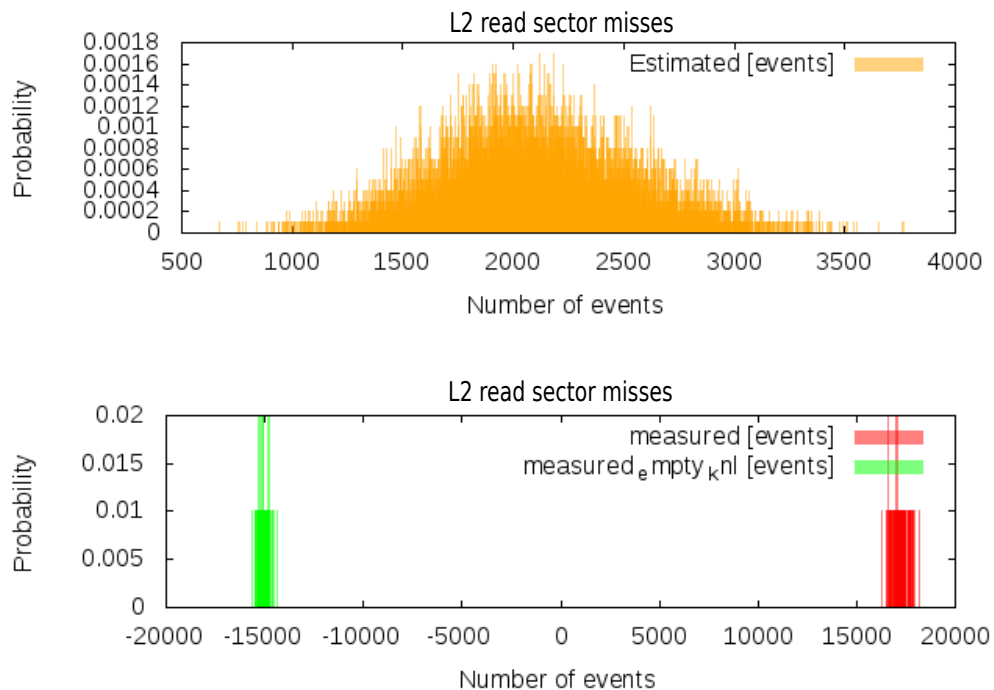 L2 read sector misses
0.0018
0.0016
0.0014
0.0012
0.001
0.0008
0.0006
0.0004
0.0002
0
Probability
Estimated [events]
500 1000 1500 2000 2500 3000 3500 4000
Number of events
L2 read sector misses
0.02
0.015
0.01
0.005
0
Probability
measured [events]
measuredₑmptyₖnl [events]
-20000 -15000 -10000 -5000 0 5000 10000 15000 20000
Number of events